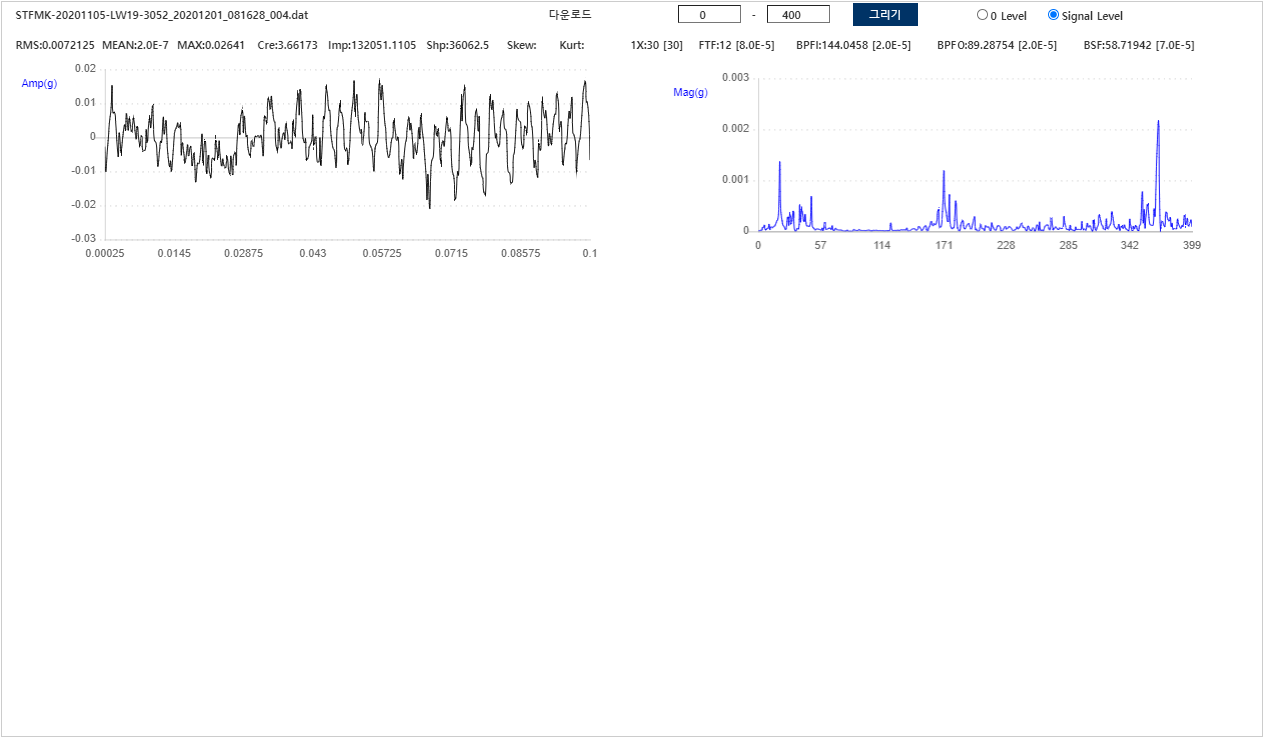 STFMK-20201105-LW19-3052_20201201_081628_004.dat 다운로드 0 - 400 그리기 0 Level Signal Level
RMS:0.0072125 MEAN:2.0E-7 MAX:0.02641 Cre:3.66173 Imp:132051.1105 Shp:36062.5 Skew: Kurt: 1X:30 [30] FTF:12 [8.0E-5] BPFI:144.0458 [2.0E-5] BPFO:89.28754 [2.0E-5] BSF:58.71942 [7.0E-5]
Amp(g)
0.02
0.01
0
-0.01
-0.02
-0.03
0.00025 0.0145 0.02875 0.043 0.05725 0.0715 0.08575 0.1
Mag(g)
0.003
0.002
0.001
0
0 57 114 171 228 285 342 399